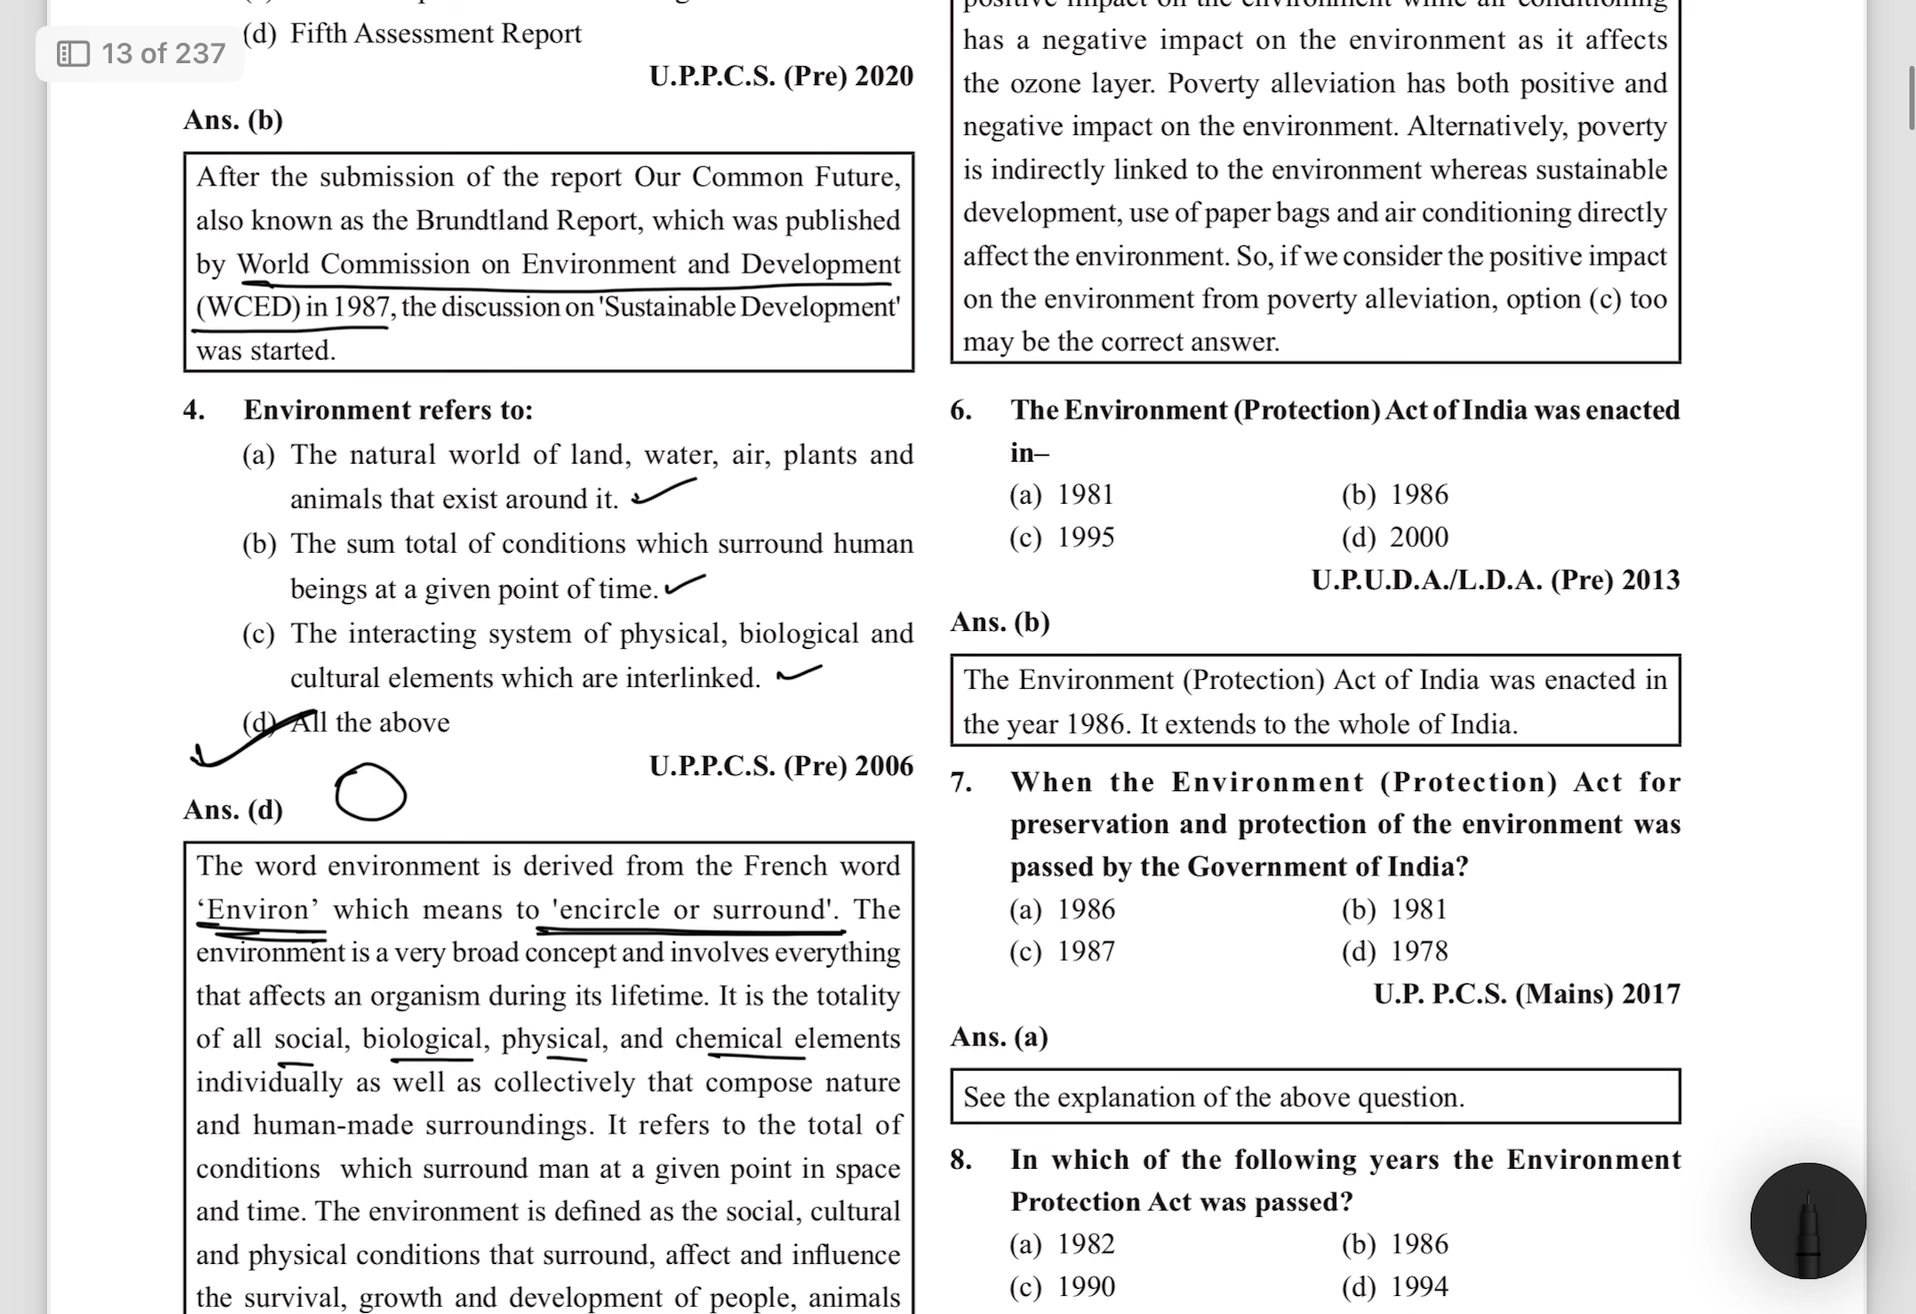 13 of 237
(d) Fifth Assessment Report
U.P.P.C.S. (Pre) 2020
Ans. (b)
After the submission of the report Our Common Future,
also known as the Brundtland Report, which was published
by World Commission on Environment and Development
(WCED) in 1987, the discussion on 'Sustainable Development'
was started.
4. Environment refers to:
(a) The natural world of land, water, air, plants and
animals that exist around it.
(b) The sum total of conditions which surround human
beings at a given point of time.
(c) The interacting system of physical, biological and
cultural elements which are interlinked.
(d) All the above
U.P.P.C.S. (Pre) 2006
Ans. (d)
The word environment is derived from the French word
‘Environ’ which means to 'encircle or surround'. The
environment is a very broad concept and involves everything
that affects an organism during its lifetime. It is the totality
of all social, biological, physical, and chemical elements
individually as well as collectively that compose nature
and human-made surroundings. It refers to the total of
conditions which surround man at a given point in space
and time. The environment is defined as the social, cultural
and physical conditions that surround, affect and influence
the survival, growth and development of people, animals
positive impact on the environment while air conditioning
has a negative impact on the environment as it affects
the ozone layer. Poverty alleviation has both positive and
negative impact on the environment. Alternatively, poverty
is indirectly linked to the environment whereas sustainable
development, use of paper bags and air conditioning directly
affect the environment. So, if we consider the positive impact
on the environment from poverty alleviation, option (c) too
may be the correct answer.
6. The Environment (Protection) Act of India was enacted
in–
(a) 1981 (b) 1986
(c) 1995 (d) 2000
U.P.U.D.A./L.D.A. (Pre) 2013
Ans. (b)
The Environment (Protection) Act of India was enacted in
the year 1986. It extends to the whole of India.
7. When the Environment (Protection) Act for
preservation and protection of the environment was
passed by the Government of India?
(a) 1986 (b) 1981
(c) 1987 (d) 1978
U.P. P.C.S. (Mains) 2017
Ans. (a)
See the explanation of the above question.
8. In which of the following years the Environment
Protection Act was passed?
(a) 1982 (b) 1986
(c) 1990 (d) 1994